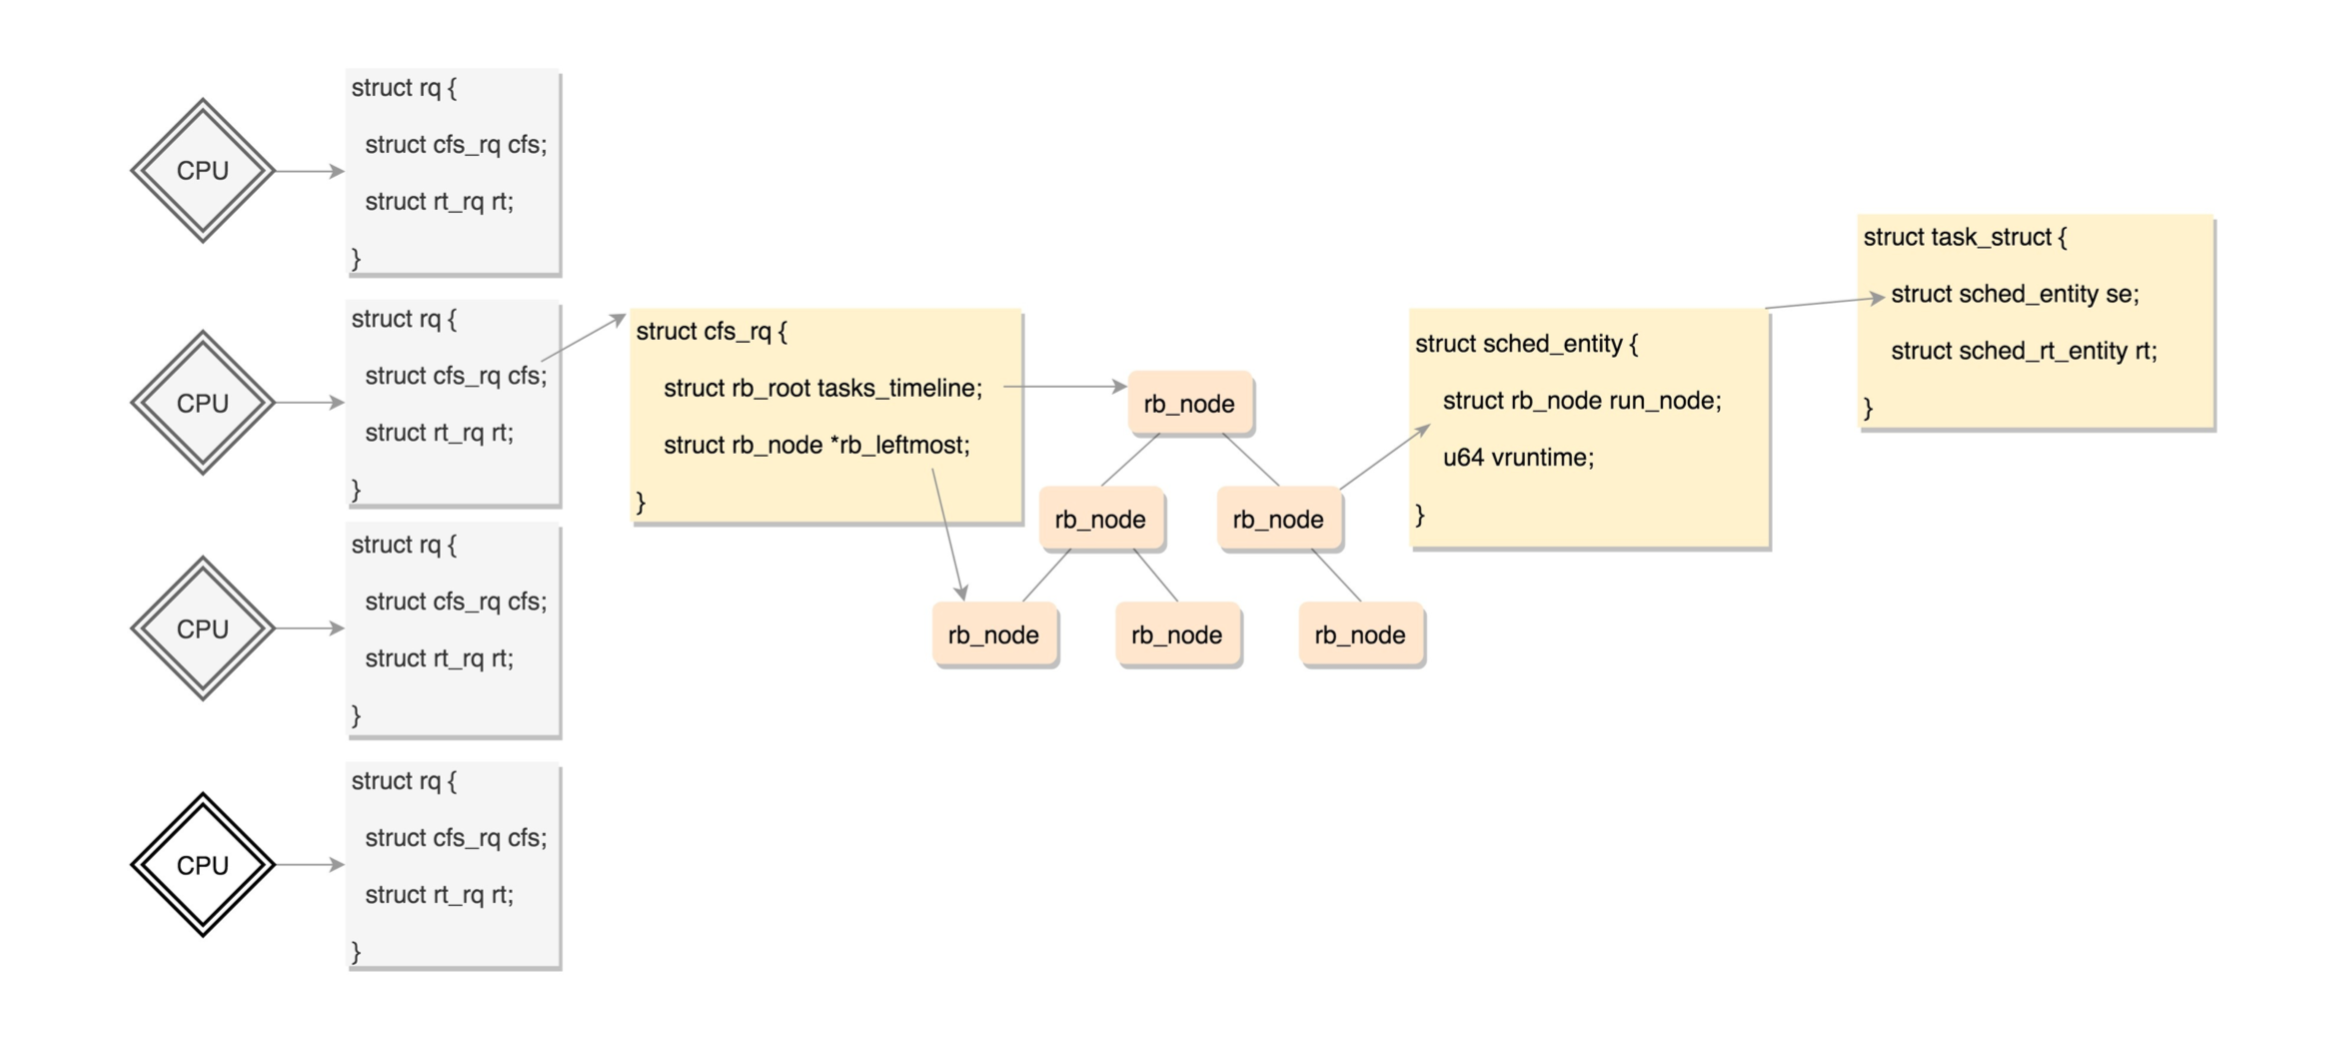 CPU
struct rq {
struct cfs_rq cfs;
struct rt_rq rt;
}
CPU
struct rq {
struct cfs_rq cfs;
struct rt_rq rt;
}
struct cfs_rq {
struct rb_root tasks_timeline;
struct rb_node *rb_leftmost;
}
rb_node
rb_node
rb_node
rb_node
rb_node
rb_node
struct sched_entity {
struct rb_node run_node;
u64 vruntime;
}
struct task_struct {
struct sched_entity se;
struct sched_rt_entity rt;
}
CPU
struct rq {
struct cfs_rq cfs;
struct rt_rq rt;
}
CPU
struct rq {
struct cfs_rq cfs;
struct rt_rq rt;
}